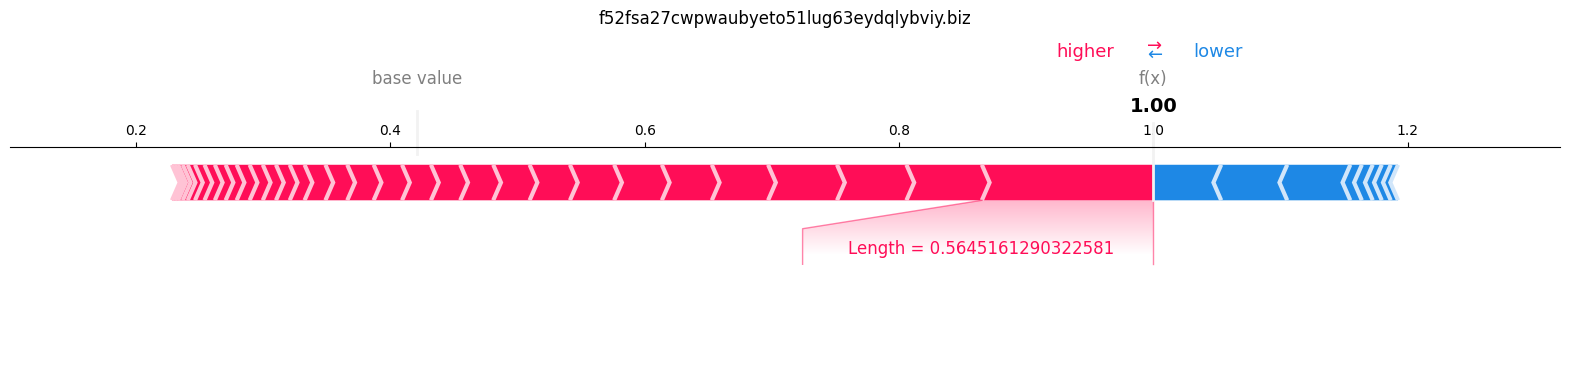 f52fsa27cwpwaubyeto51lug63eydqlybviy.biz
higher → ← lower
base value f(x)
1.00
0.2 0.4 0.6 0.8 1.0 1.2
Length = 0.5645161290322581